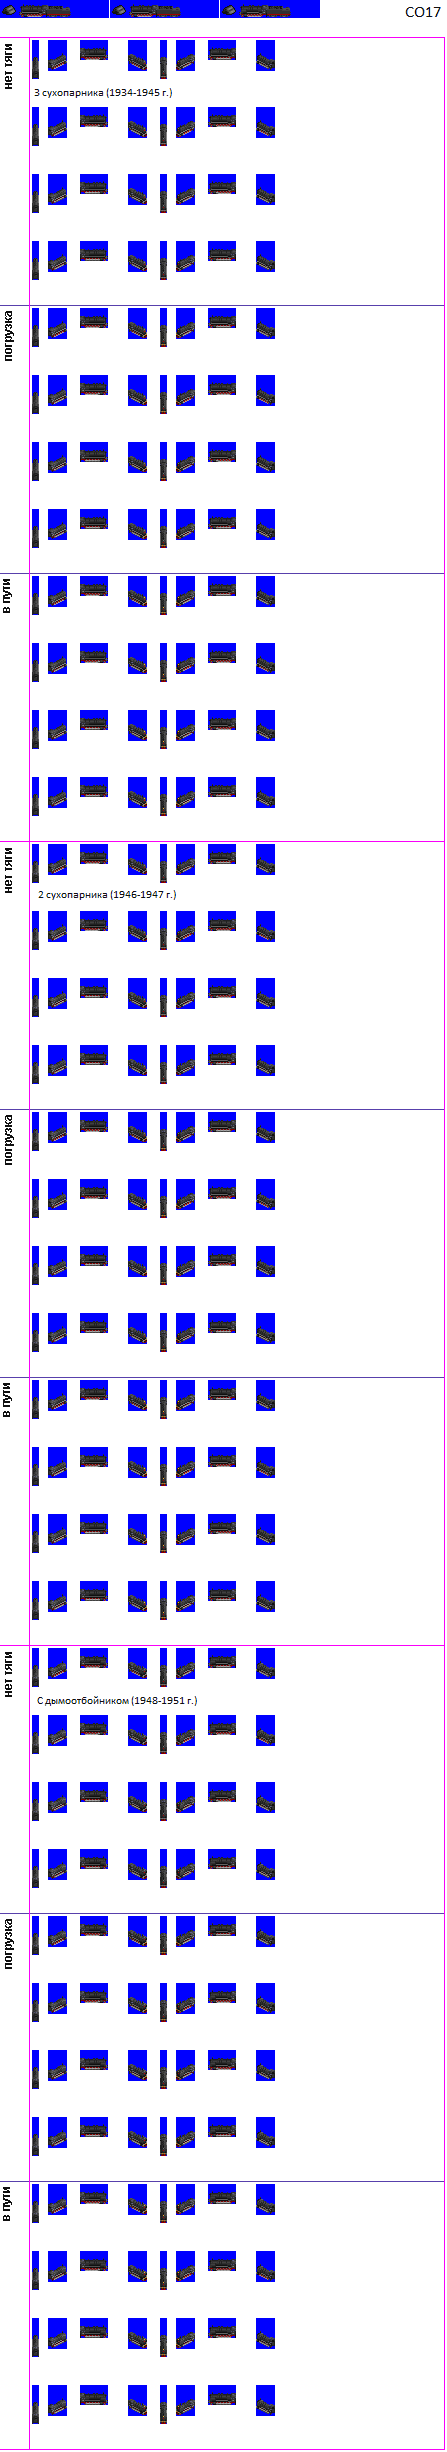 СО17
нет тяги
3 сухопарника (1934-1945 г.)
погрузка
в пути
нет тяги
2 сухопарника (1946-1947 г.)
погрузка
в пути
нет тяги
С дымоотбойником (1948-1951 г.)
погрузка
в пути